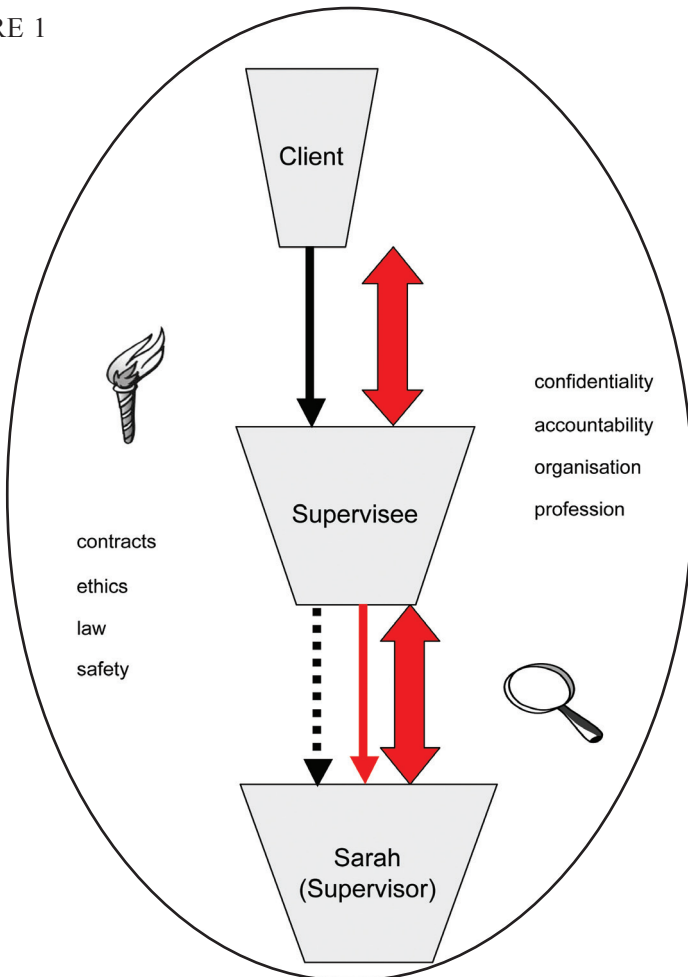 RE 1
Client
confidentiality
accountability
organisation
profession
Supervisee
contracts
ethics
law
safety
Sarah
(Supervisor)